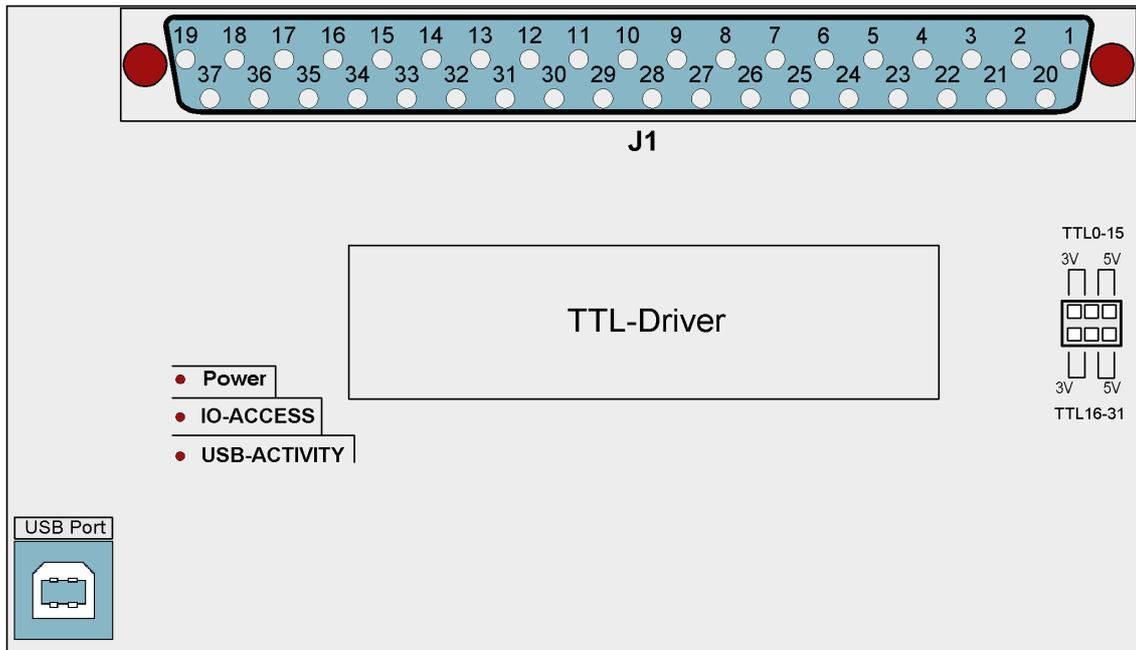 19 18 17 16 15 14 13 12 11 10 9 8 7 6 5 4 3 2 1
37 36 35 34 33 32 31 30 29 28 27 26 25 24 23 22 21 20
J1
TTL0-15
3V 5V
TTL-Driver
Power
3V 5V
IO-ACCESS
TTL16-31
USB-ACTIVITY
USB Port